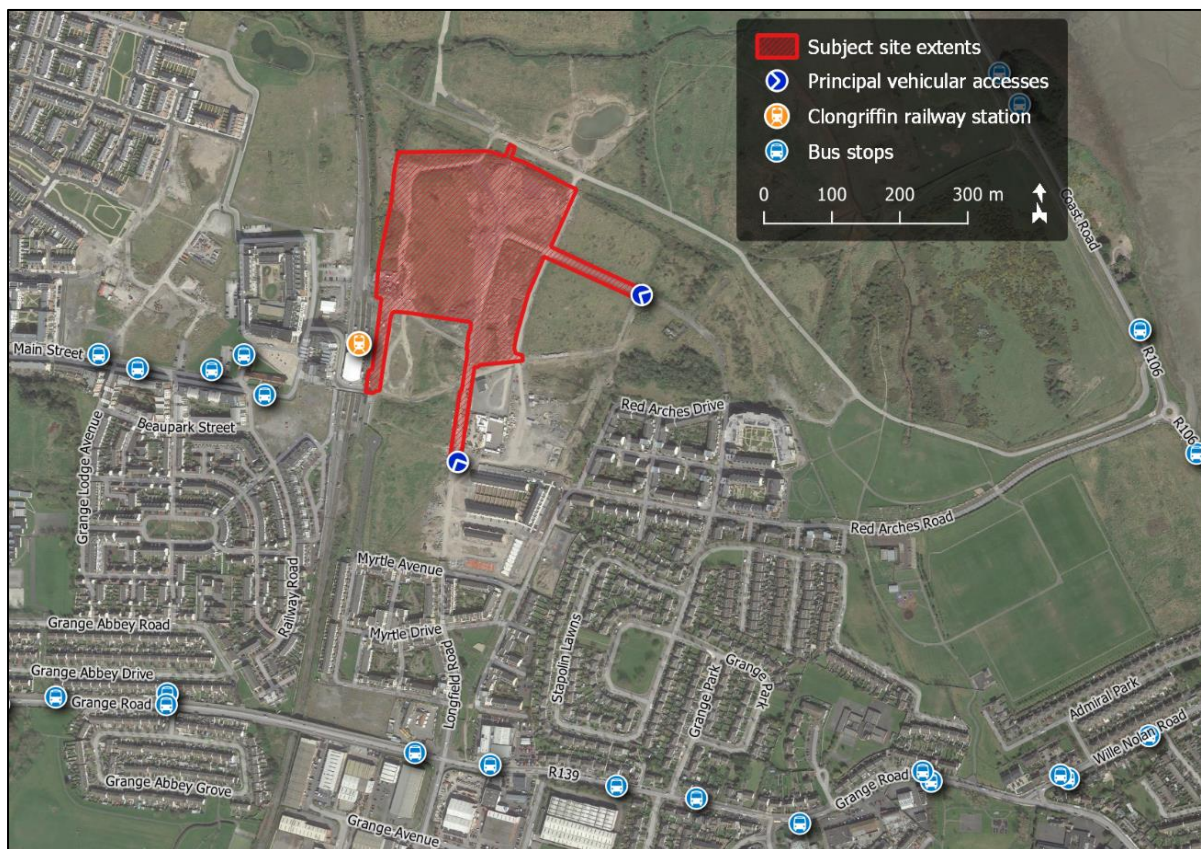 Subject site extents
Principal vehicular accesses
Clongriffin railway station
Bus stops
0 100 200 300 m
Coast Road
R106
R106
Main Street
Beaupark Street
Grange Lodge Avenue
Railway Road
Red Arches Drive
Red Arches Road
Myrtle Avenue
Myrtle Drive
Longfield Road
Stapolin Lawns
Grange Park
Grange Park
Grange Abbey Road
Grange Abbey Drive
Grange Road
Grange Abbey Grove
R139
Grange Road
Grange Avenue
Admiral Park
Wille Nolan Road